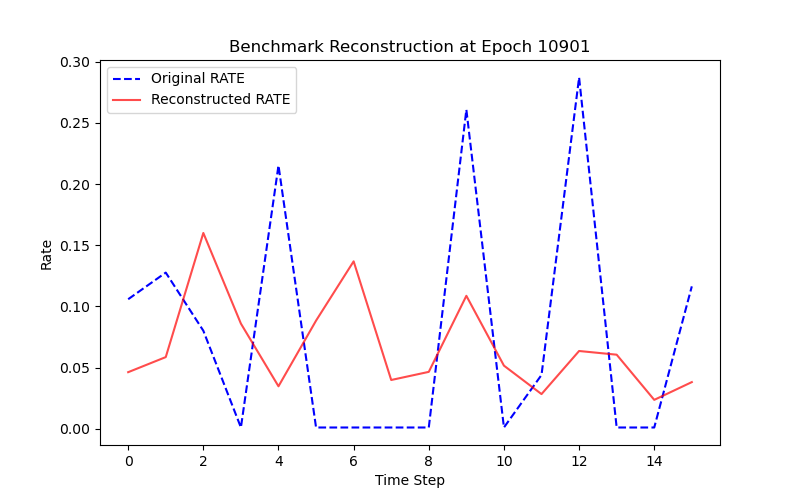 Benchmark Reconstruction at Epoch 10901
Original RATE
Reconstructed RATE
0.30
0.25
0.20
0.15
0.10
0.05
0.00
Rate
0 2 4 6 8 10 12 14
Time Step